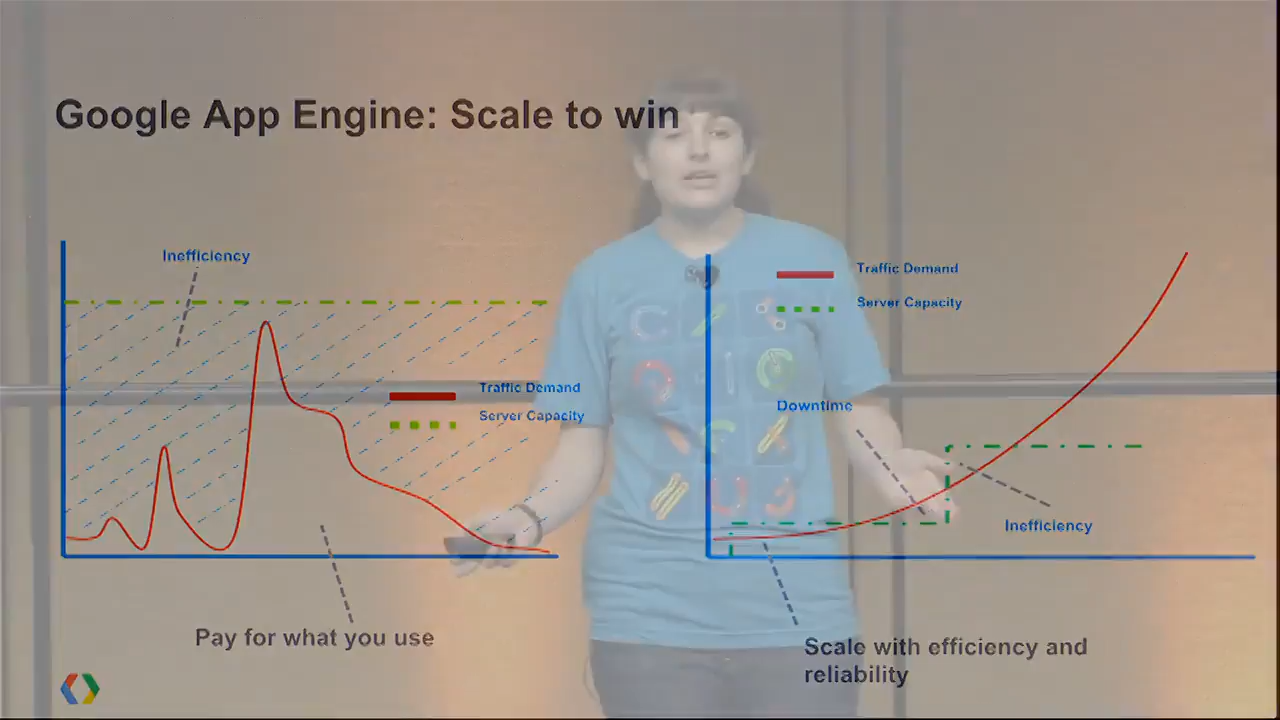 Google App Engine: Scale to win
Inefficiency
Traffic Demand
Server Capacity
Pay for what you use
Traffic Demand
Server Capacity
Downtime
Inefficiency
Scale with efficiency and
reliability